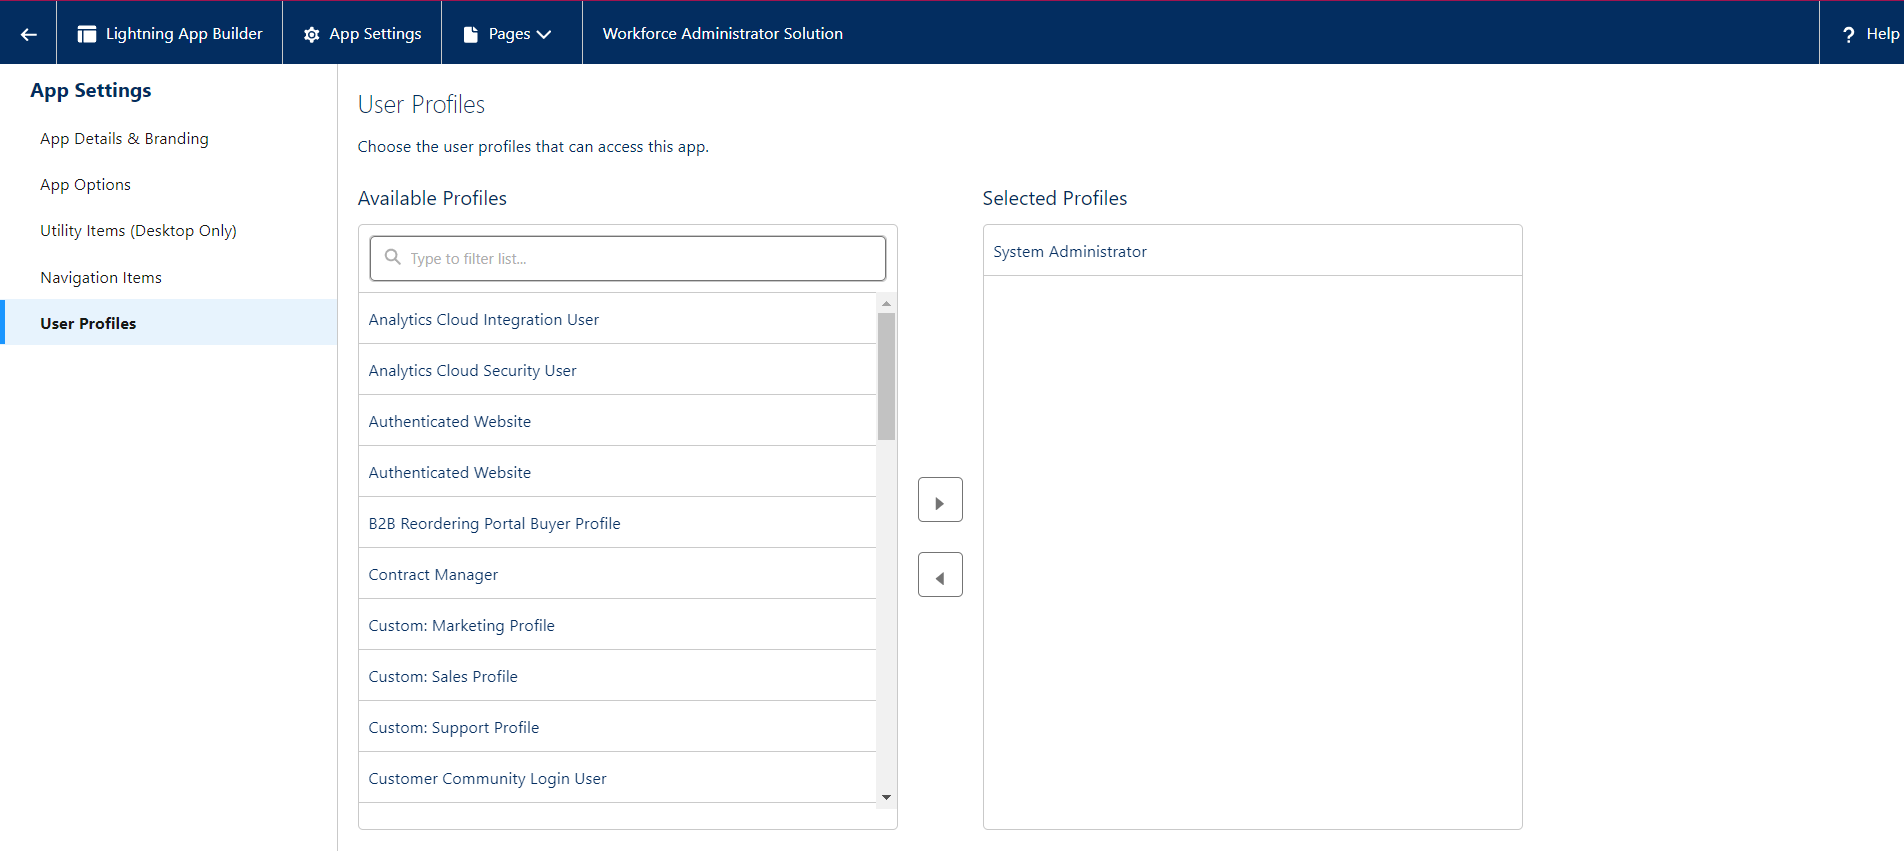 Lightning App Builder
App Settings
Pages
Workforce Administrator Solution
? Help
App Settings
App Details & Branding
App Options
Utility Items (Desktop Only)
Navigation Items
User Profiles
User Profiles
Choose the user profiles that can access this app.
Available Profiles
Type to filter list...
Analytics Cloud Integration User
Analytics Cloud Security User
Authenticated Website
Authenticated Website
B2B Reordering Portal Buyer Profile
Contract Manager
Custom: Marketing Profile
Custom: Sales Profile
Custom: Support Profile
Customer Community Login User
Selected Profiles
System Administrator